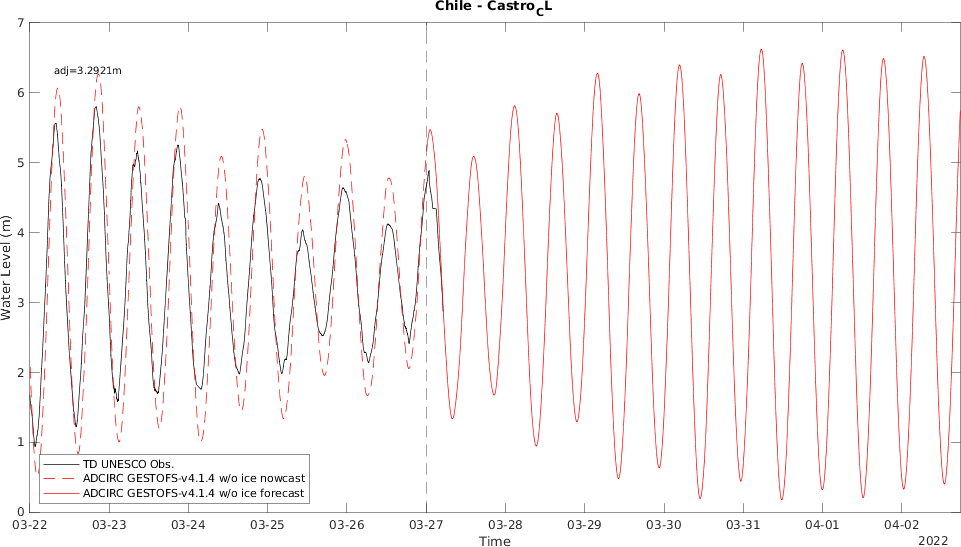 Chile - Castro_CL
adj=3.2921m
Water Level (m)
7
6
5
4
3
2
1
0
TD UNESCO Obs.
ADCIRC GESTOFS-v4.1.4 w/o ice nowcast
ADCIRC GESTOFS-v4.1.4 w/o ice forecast
03-22 03-23 03-24 03-25 03-26 03-27 03-28 03-29 03-30 03-31 04-01 04-02
Time
2022